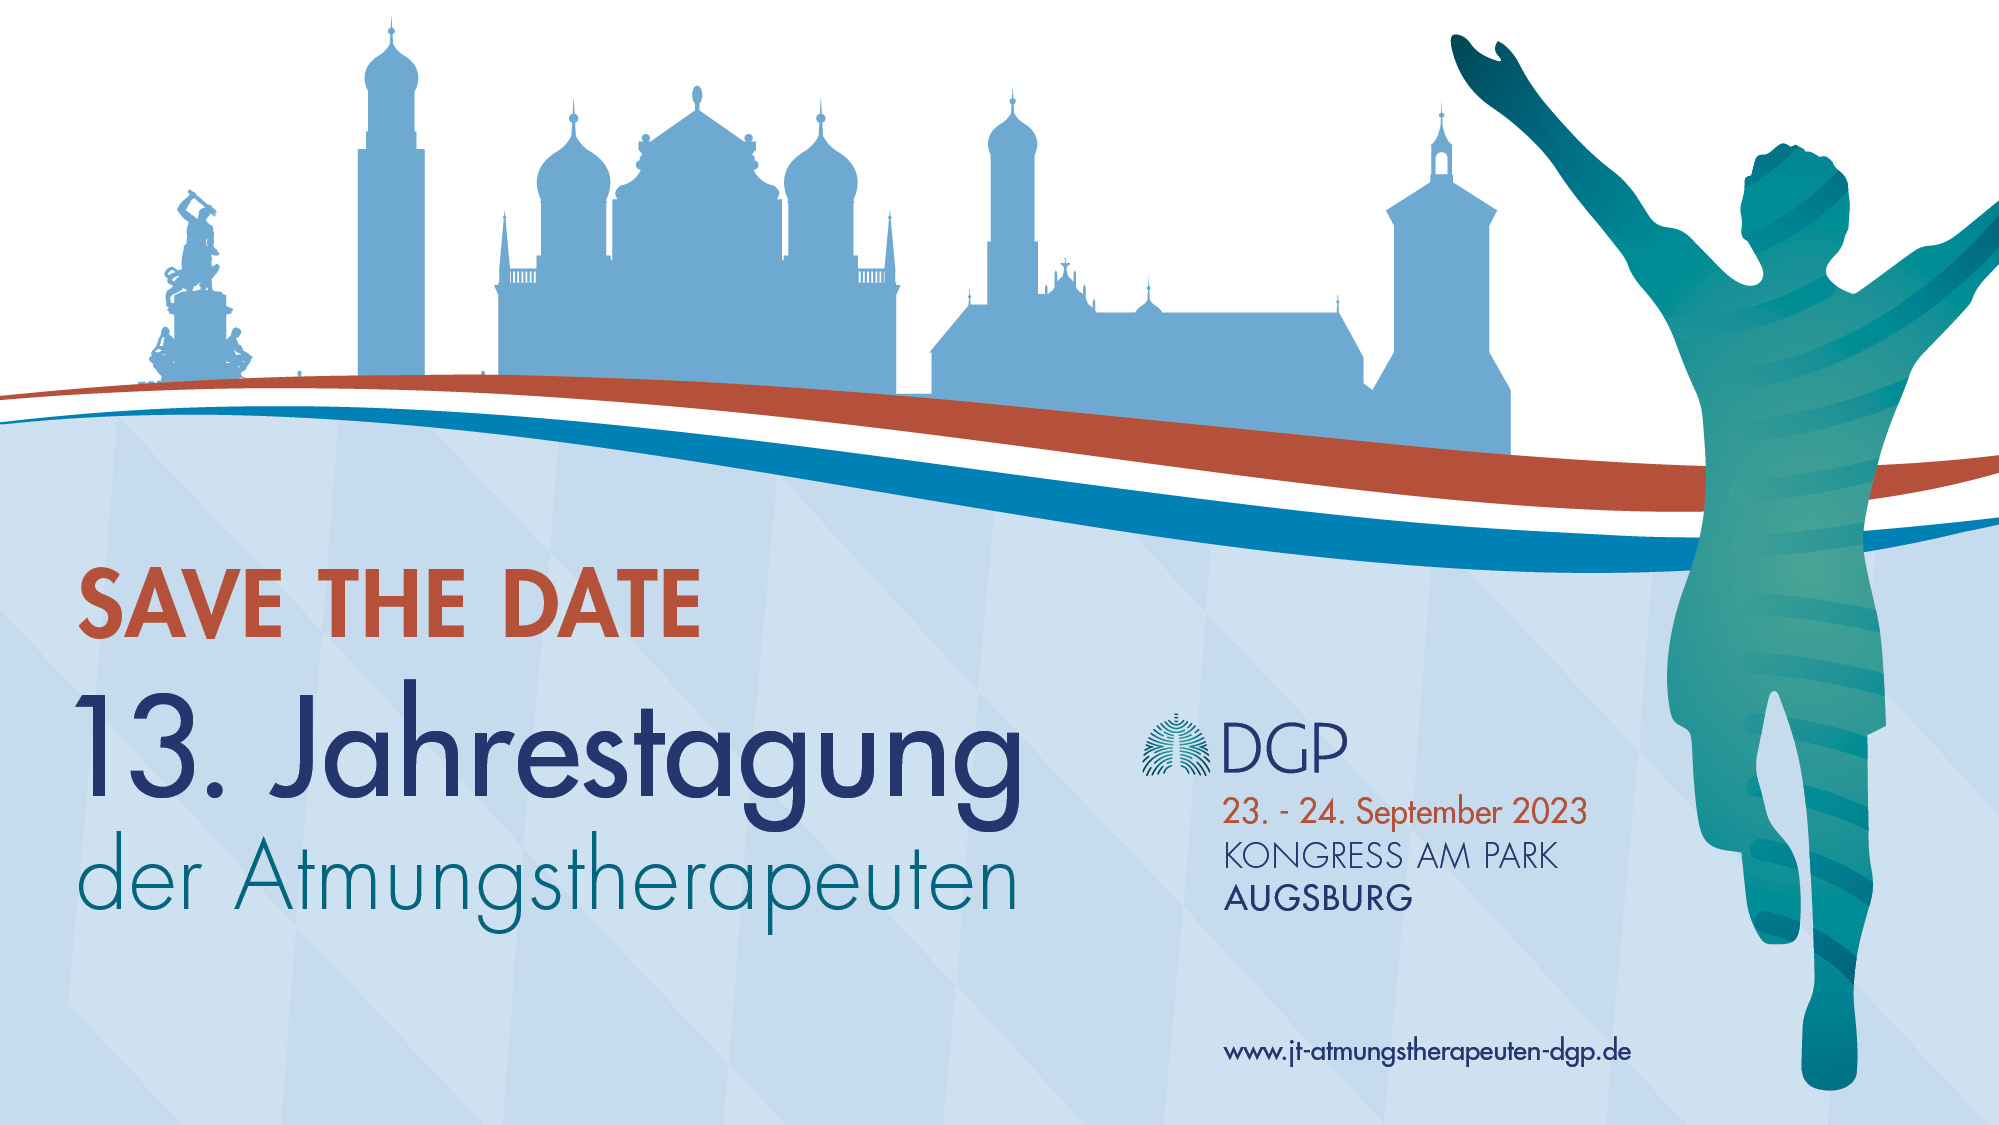 SAVE THE DATE
13. Jahrestagung
der Atmungstherapeuten
DGP
23. - 24. September 2023
KONGRESS AM PARK
AUGSBURG
www.jt-atmungstherapeuten-dgp.de